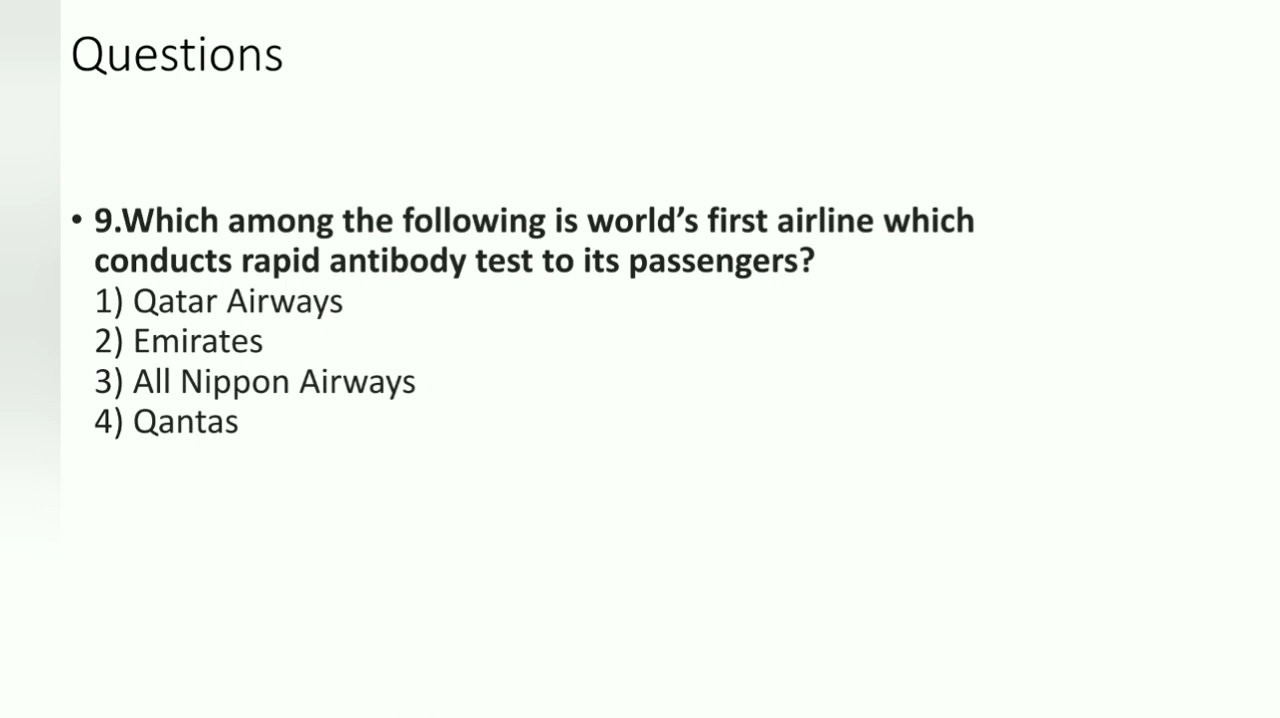 Questions
• 9.Which among the following is world’s first airline which
conducts rapid antibody test to its passengers?
1) Qatar Airways
2) Emirates
3) All Nippon Airways
4) Qantas